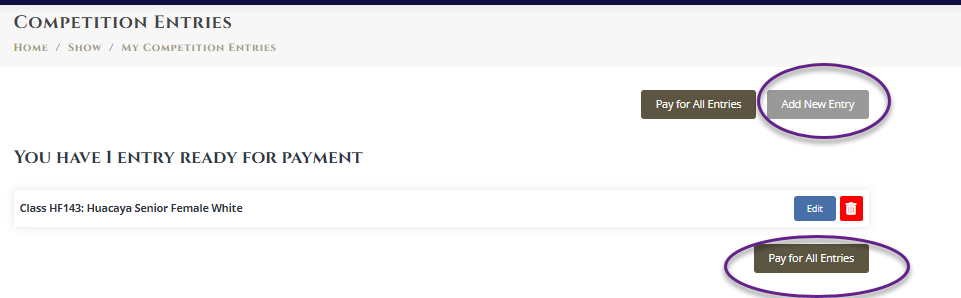 Competition Entries
Home / Show / My Competition Entries
Pay for All Entries
Add New Entry
You have 1 entry ready for payment
Class HF143: Huacaya Senior Female White
Edit
Pay for All Entries